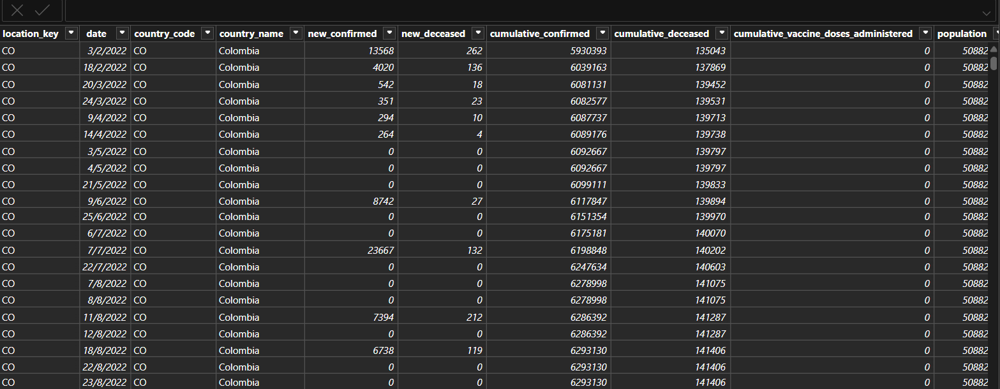 location_key date country_code country_name new_confirmed new_deceased cumulative_confirmed cumulative_deceased cumulative_vaccine_doses_administered population
CO 3/2/2022 CO Colombia 13568 262 5930393 135043 0 50882
CO 18/2/2022 CO Colombia 4020 136 6039163 137869 0 50882
CO 20/3/2022 CO Colombia 542 18 6081131 139452 0 50882
CO 24/3/2022 CO Colombia 351 23 6082577 139531 0 50882
CO 9/4/2022 CO Colombia 294 10 6087737 139713 0 50882
CO 14/4/2022 CO Colombia 264 4 6089176 139738 0 50882
CO 3/5/2022 CO Colombia 0 0 6092667 139797 0 50882
CO 4/5/2022 CO Colombia 0 0 6092667 139797 0 50882
CO 21/5/2022 CO Colombia 0 0 6099111 139833 0 50882
CO 9/6/2022 CO Colombia 8742 27 6117847 139894 0 50882
CO 25/6/2022 CO Colombia 0 0 6151354 139970 0 50882
CO 6/7/2022 CO Colombia 0 0 6175181 140070 0 50882
CO 7/7/2022 CO Colombia 23667 132 6198848 140202 0 50882
CO 22/7/2022 CO Colombia 0 0 6247634 140603 0 50882
CO 7/8/2022 CO Colombia 0 0 6278998 141075 0 50882
CO 8/8/2022 CO Colombia 0 0 6278998 141075 0 50882
CO 11/8/2022 CO Colombia 7394 212 6286392 141287 0 50882
CO 12/8/2022 CO Colombia 0 0 6286392 141287 0 50882
CO 18/8/2022 CO Colombia 6738 119 6293130 141406 0 50882
CO 22/8/2022 CO Colombia 0 0 6293130 141406 0 50882
CO 23/8/2022 CO Colombia 0 0 6293130 141406 0 50882